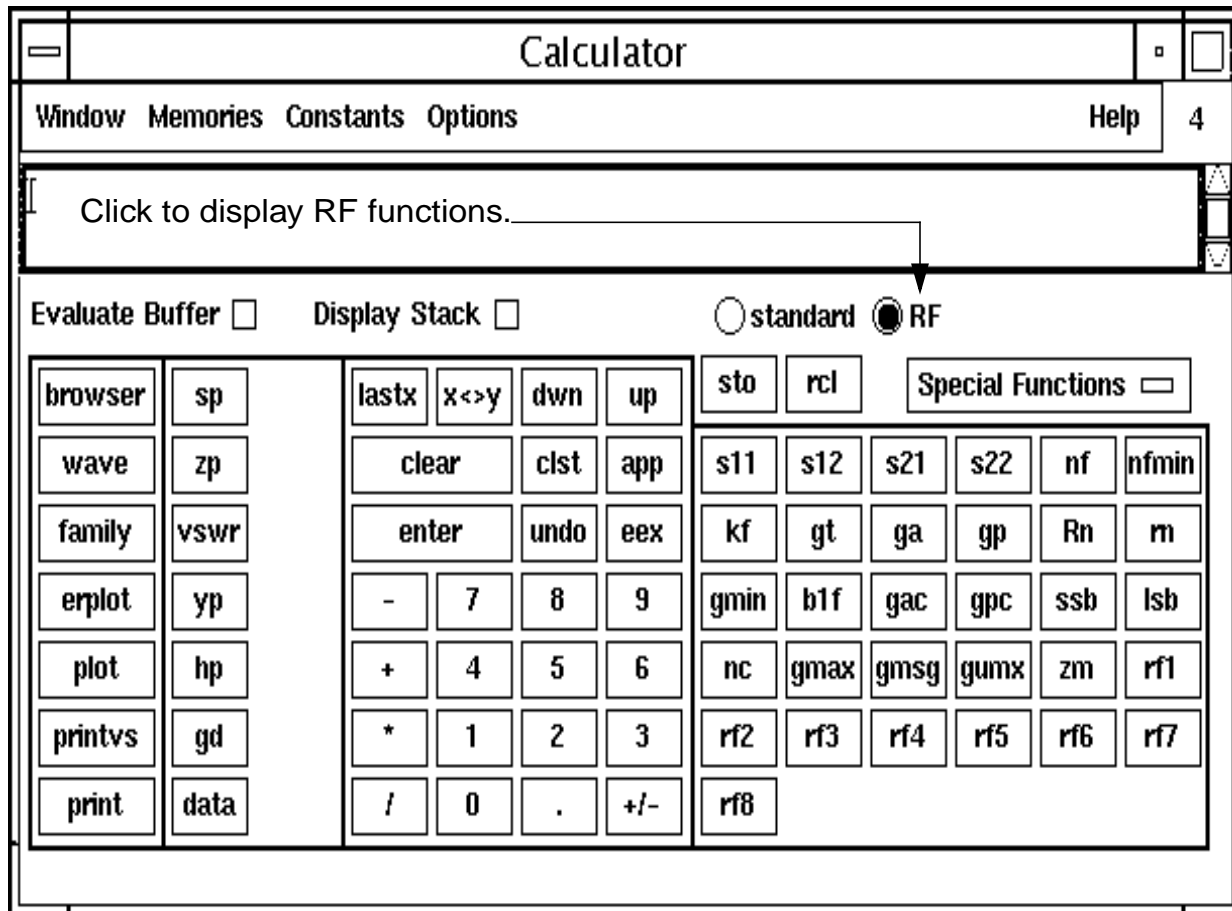 Calculator
Window Memories Constants Options Help 4
Click to display RF functions.
Evaluate Buffer Display Stack standard RF
browser sp lastx x<>y dwn up sto rcl Special Functions
wave zp clear clst app s11 s12 s21 s22 nf nfmin
family vswr enter undo eex kf gt ga gp Rn rn
erplot yp - 7 8 9 gmin b1f gac gpc ssb lsb
plot hp + 4 5 6 nc gmax gmsg gumx zm rf1
printvs gd * 1 2 3 rf2 rf3 rf4 rf5 rf6 rf7
print data / 0 . +/- rf8